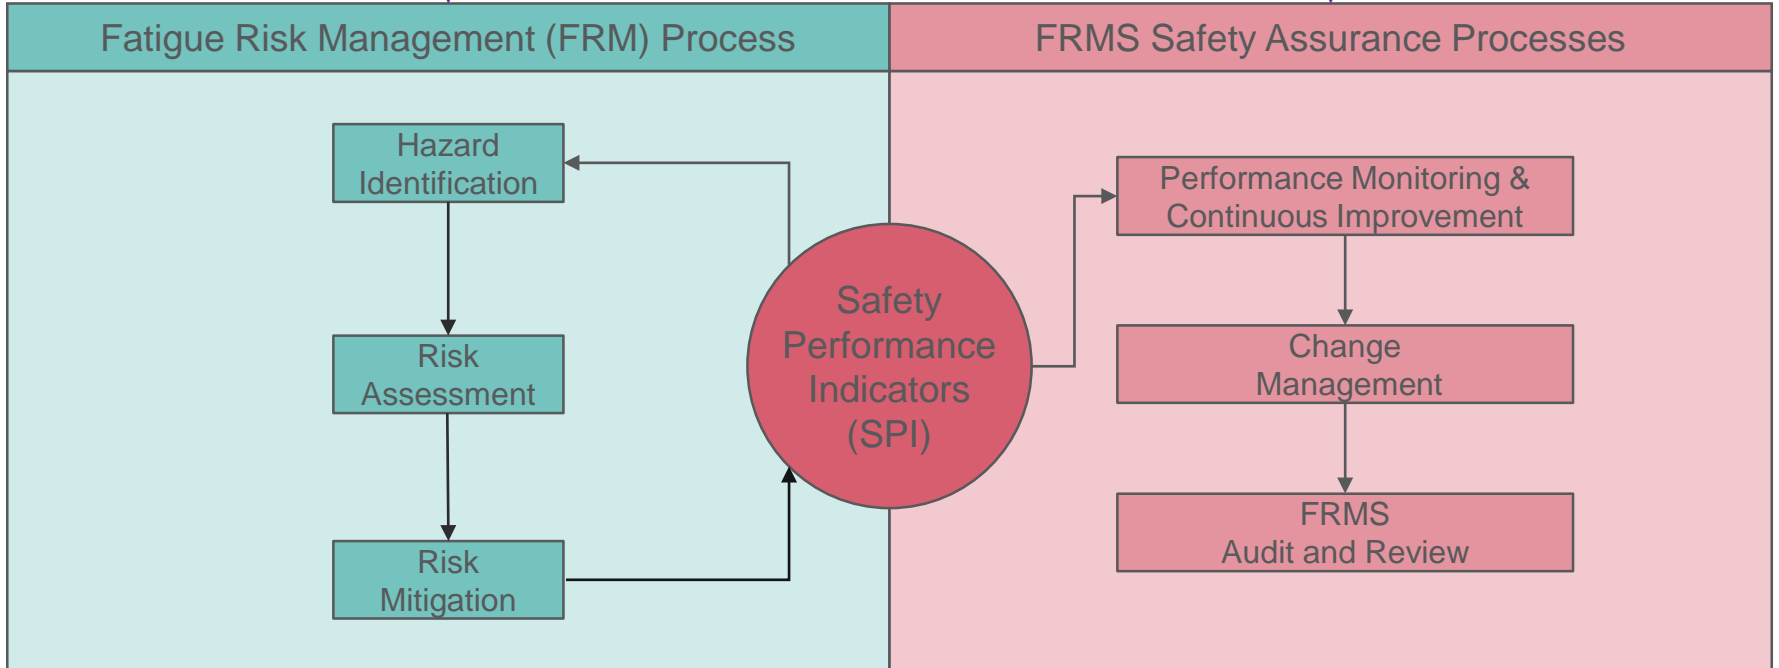 Fatigue Risk Management (FRM) Process
FRMS Safety Assurance Processes
Hazard
Identification
Risk
Assessment
Risk
Mitigation
Safety
Performance
Indicators
(SPI)
Performance Monitoring &
Continuous Improvement
Change
Management
FRMS
Audit and Review